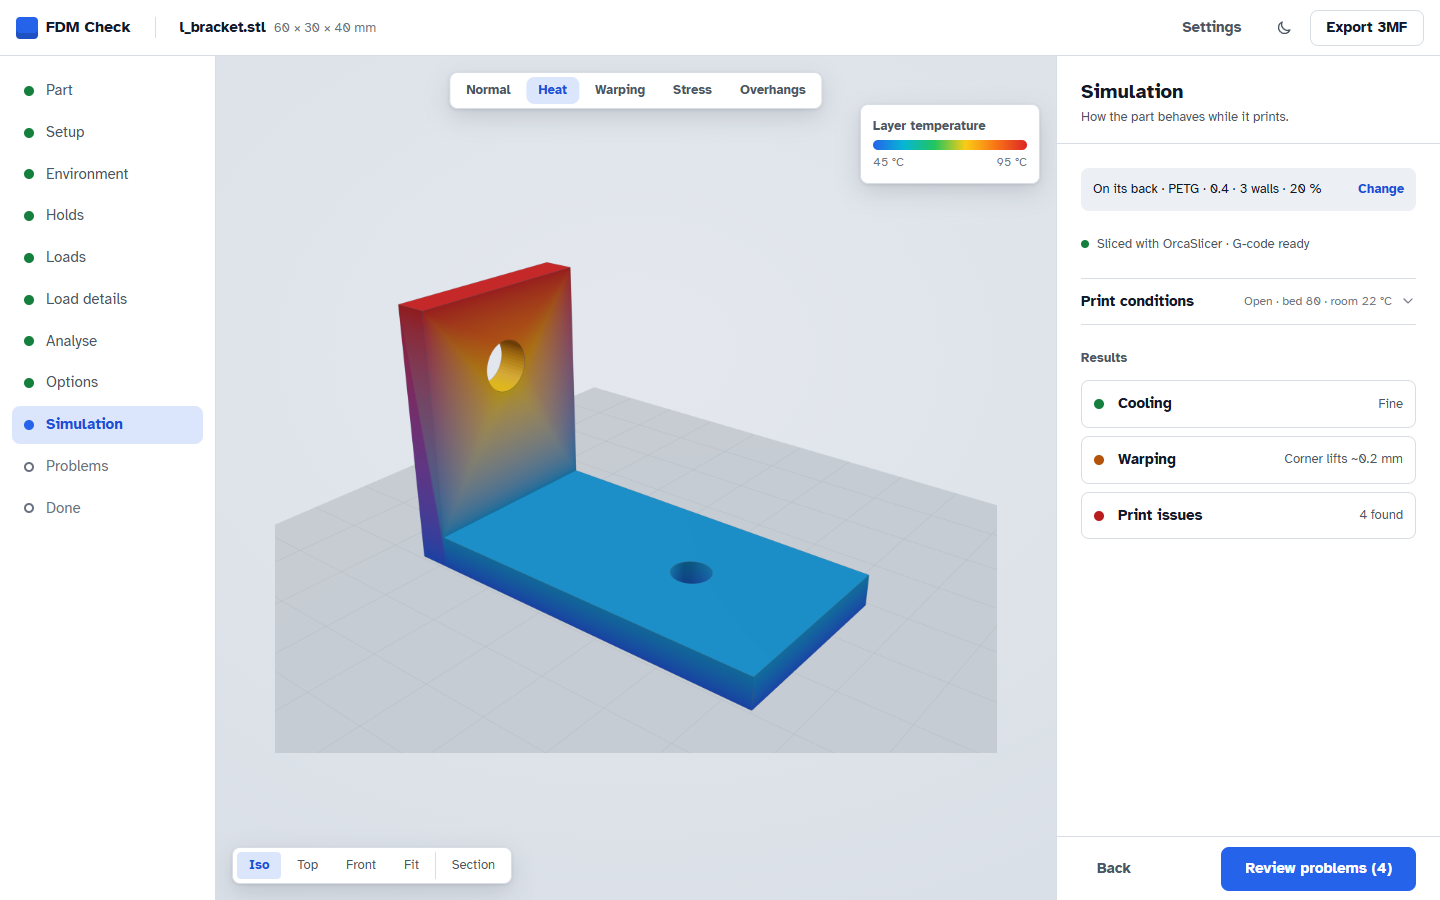 FDM Check
l_bracket.stl 60 × 30 × 40 mm
Settings
Export 3MF
Part
Setup
Environment
Holds
Loads
Load details
Analyse
Options
Simulation
Problems
Done
Normal
Heat
Warping
Stress
Overhangs
Layer temperature
45 °C
95 °C
Iso
Top
Front
Fit
Section
Simulation
How the part behaves while it prints.
On its back · PETG · 0.4 · 3 walls · 20 %
Change
Sliced with OrcaSlicer · G-code ready
Print conditions
Open · bed 80 · room 22 °C
Results
Cooling
Fine
Warping
Corner lifts ~0.2 mm
Print issues
4 found
Back
Review problems (4)